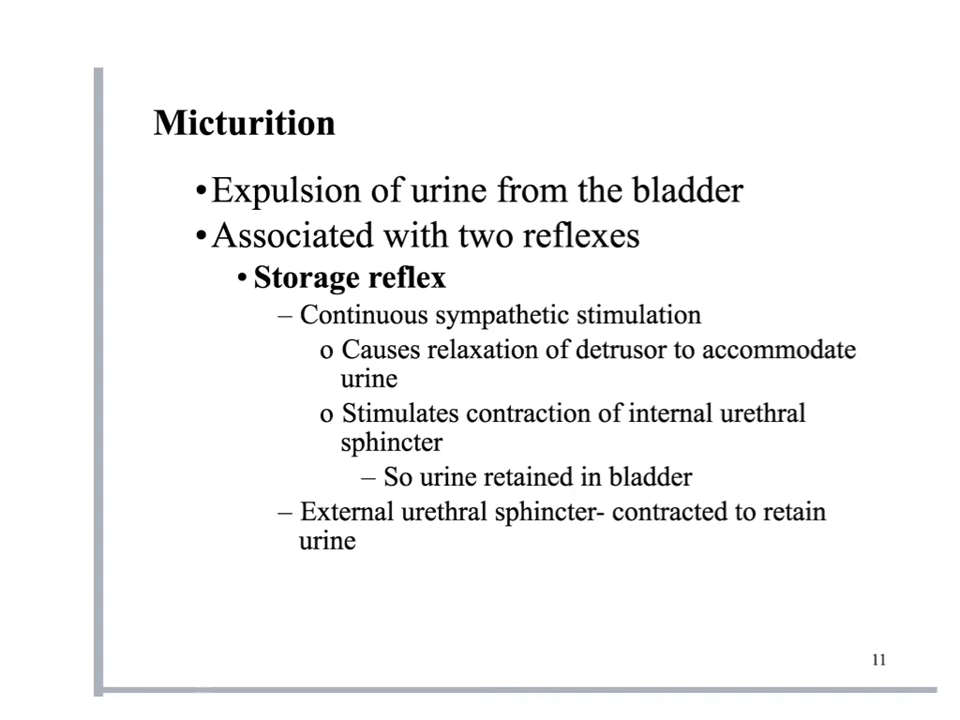 Micturition
•Expulsion of urine from the bladder
•Associated with two reflexes
• Storage reflex
– Continuous sympathetic stimulation
o Causes relaxation of detrusor to accommodate
urine
o Stimulates contraction of internal urethral
sphincter
– So urine retained in bladder
– External urethral sphincter- contracted to retain
urine
11